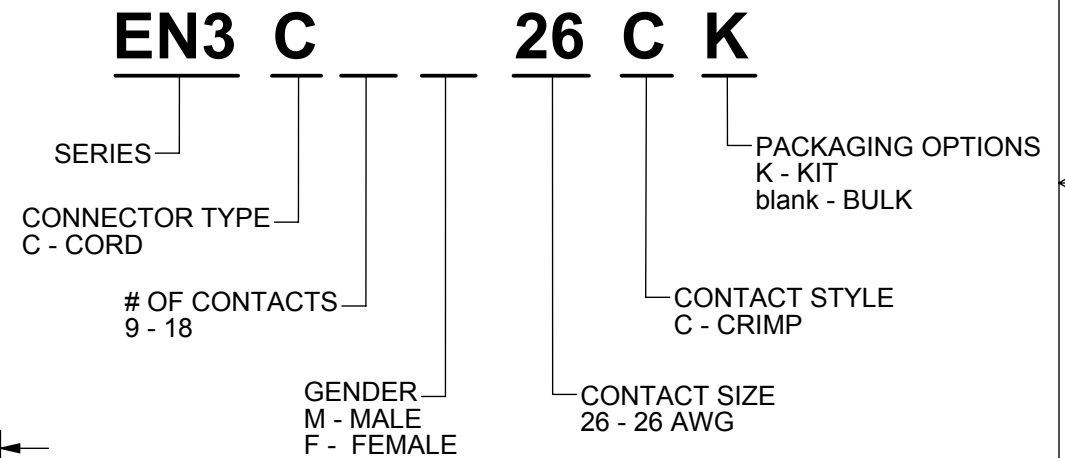 EN3 C 26 C K
SERIES
PACKAGING OPTIONS
K - KIT
blank - BULK
CONNECTOR TYPE
C - CORD
# OF CONTACTS
9 - 18
CONTACT STYLE
C - CRIMP
GENDER
M - MALE
F - FEMALE
CONTACT SIZE
26 - 26 AWG